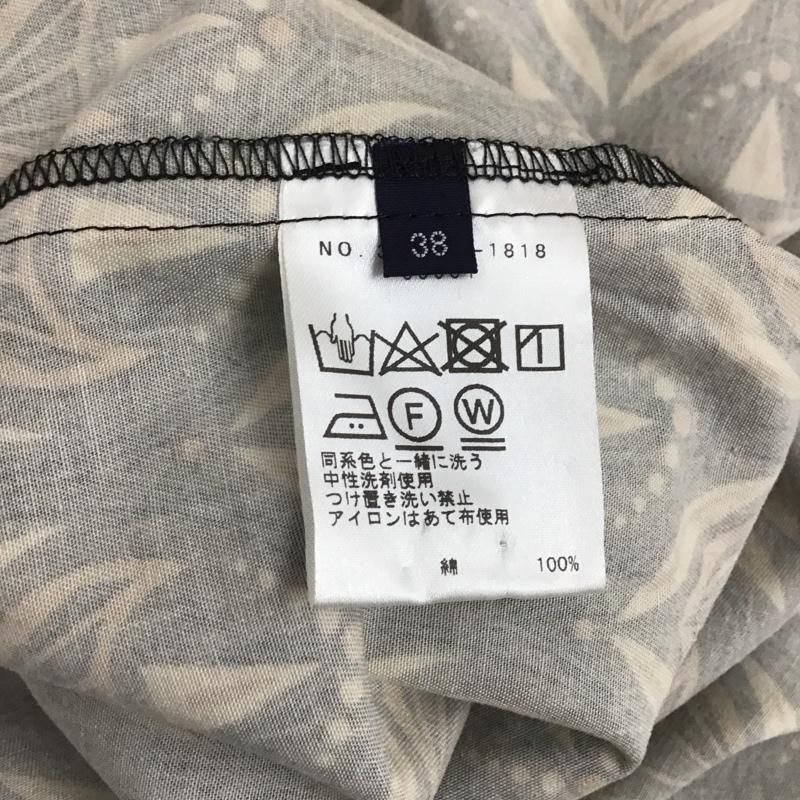 38
NO. -1818
F W
同系色と一緒に洗う
中性洗剤使用
つけ置き洗い禁止
アイロンはあて布使用
綿 100%